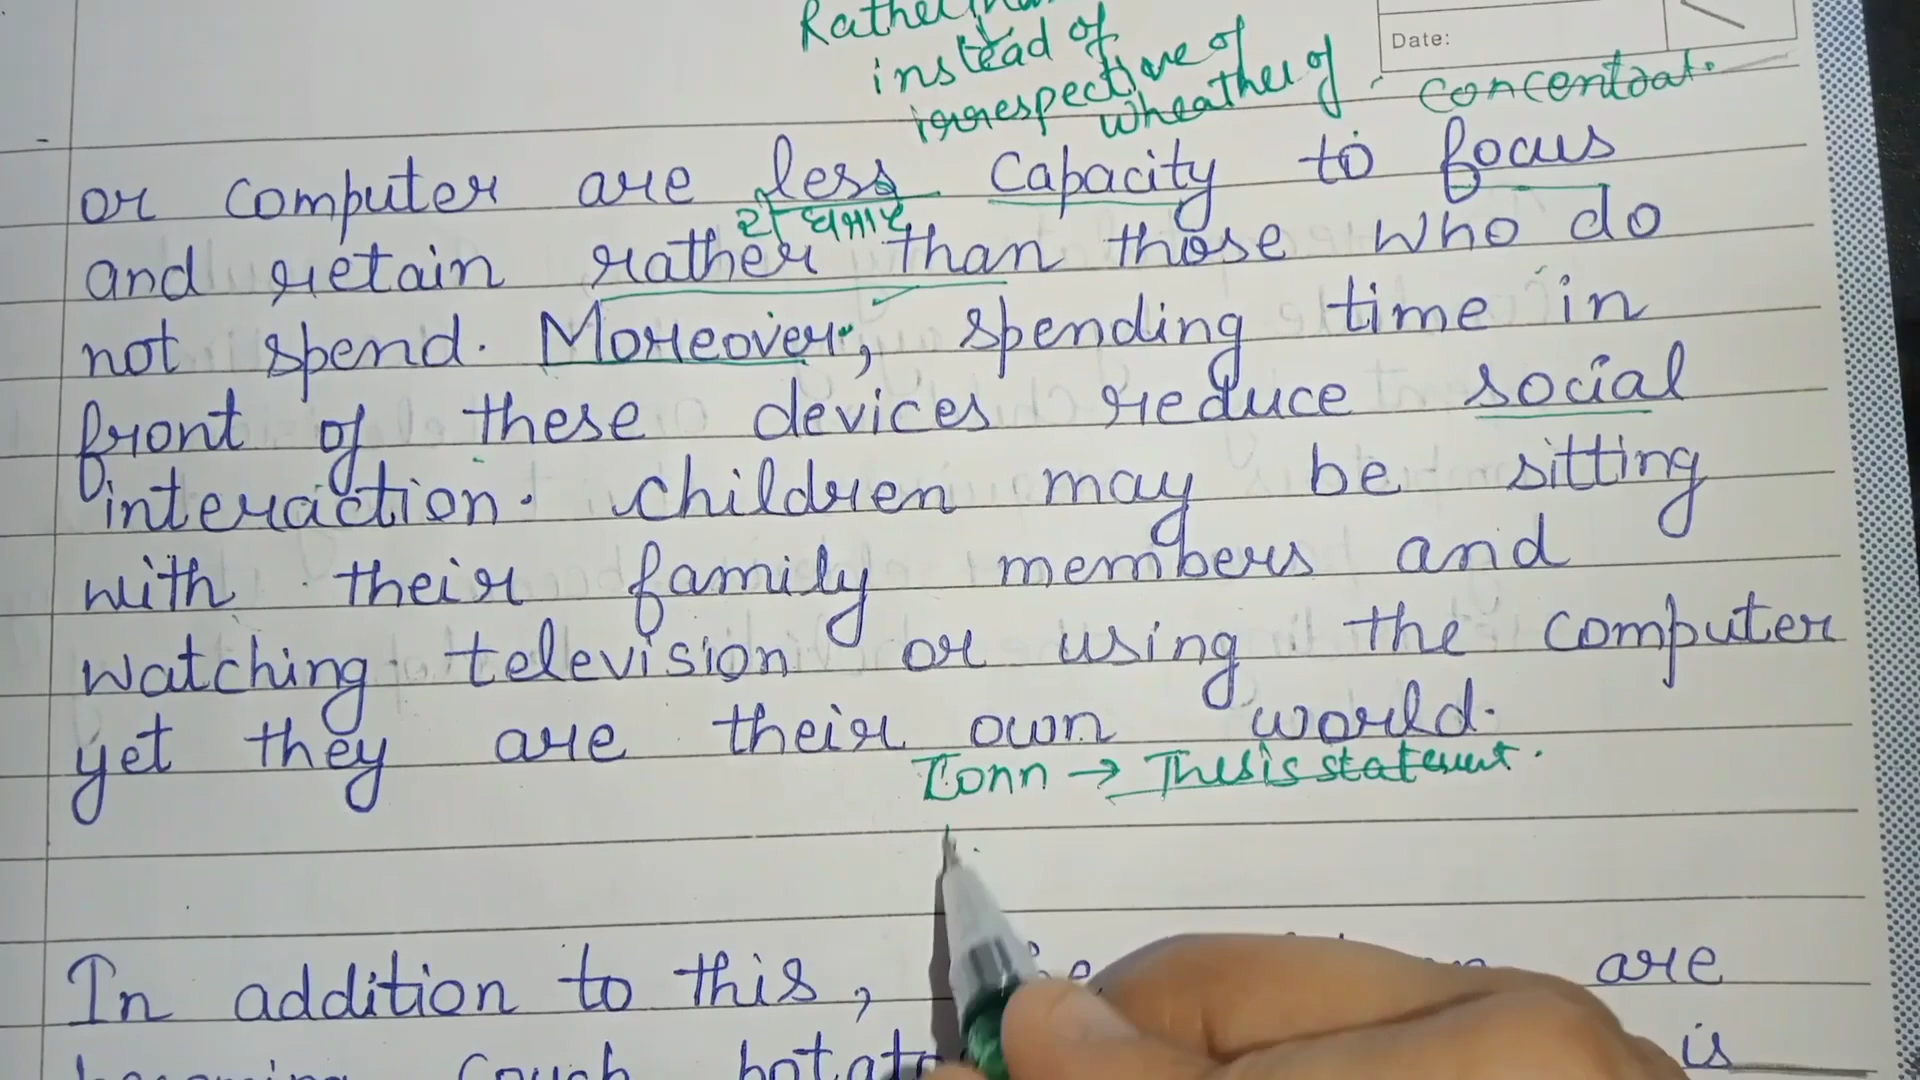 instead of
irrespective of
wheather of
Date:
concentrat.
or computer are less capacity to focus
and retain rather than those who do
not spend. Moreover, spending time in
front of these devices reduce social
interaction. children may be sitting
with their family members and
watching television or using the computer
yet they are their own world.
→ Thesis statement.
In addition to this, are
couch is